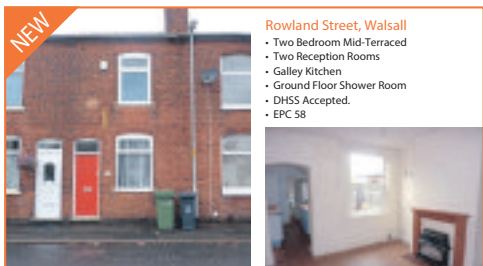 NEW
Rowland Street, Walsall
• Two Bedroom Mid-Terraced
• Two Reception Rooms
• Galley Kitchen
• Ground Floor Shower Room
• DHSS Accepted.
• EPC 58